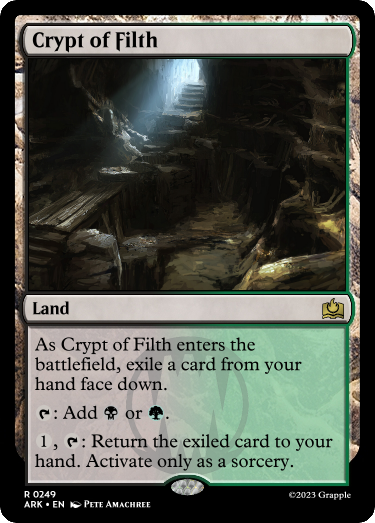 Crypt of Filth
Land
As Crypt of Filth enters the
battlefield, exile a card from your
hand face down.
: Add or .
1 , : Return the exiled card to your
hand. Activate only as a sorcery.
R 0249
ARK • EN Pete Amachree
©2023 Grapple